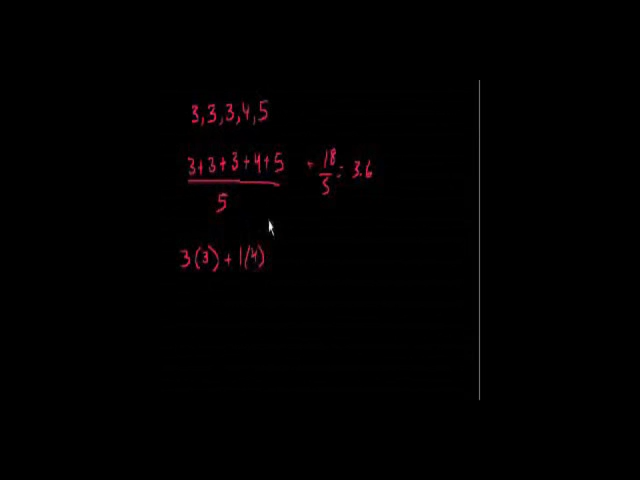 3,3,3,4,5
3+3+3+4+5 = 18 = 3.6
5 5
3(3) + 1(4)